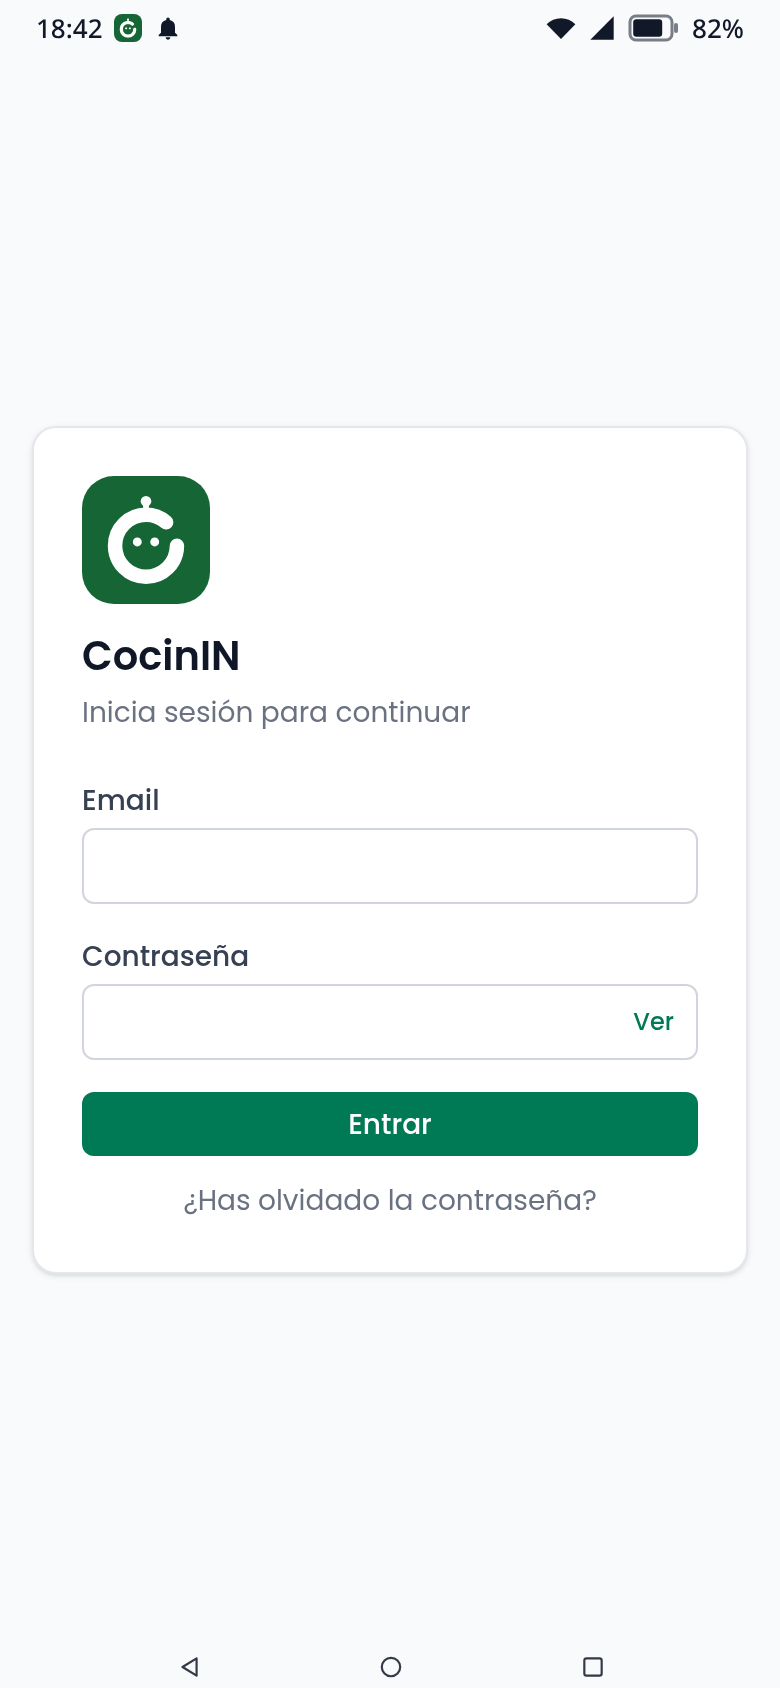 18:42 82%
CocinIN
Inicia sesión para continuar
Email
Contraseña
Ver
Entrar
¿Has olvidado la contraseña?